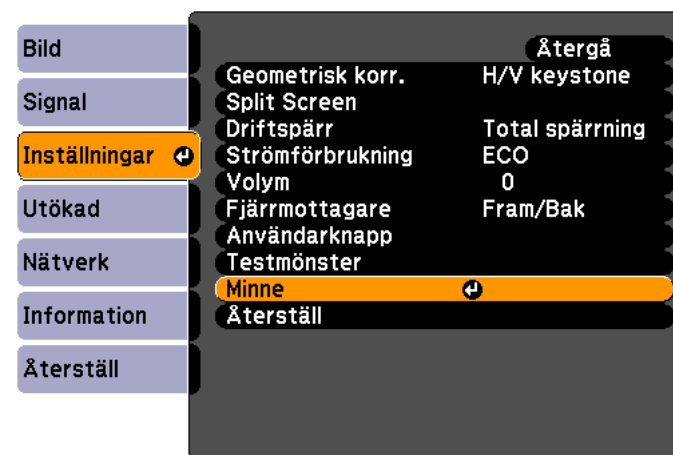 Bild
Signal
Inställningar
Utökad
Nätverk
Information
Återställ
Återgå
Geometrisk korr. H/V keystone
Split Screen
Driftspärr Total spärrning
Strömförbrukning ECO
Volym 0
Fjärrmottagare Fram/Bak
Användarknapp
Testmönster
Minne
Återställ